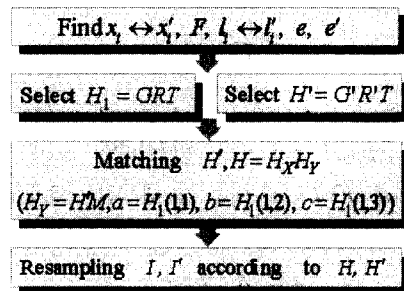 Find x_i ↔ x_i', F, l_i ↔ l_i', e, e'
Select H_1 = GRT
Select H' = G'R'T
Matching H', H = H_X H_Y
(H_Y = H'M, a = H_1(1,1), b = H_1(1,2), c = H_1(1,3))
Resampling I, I' according to H, H'